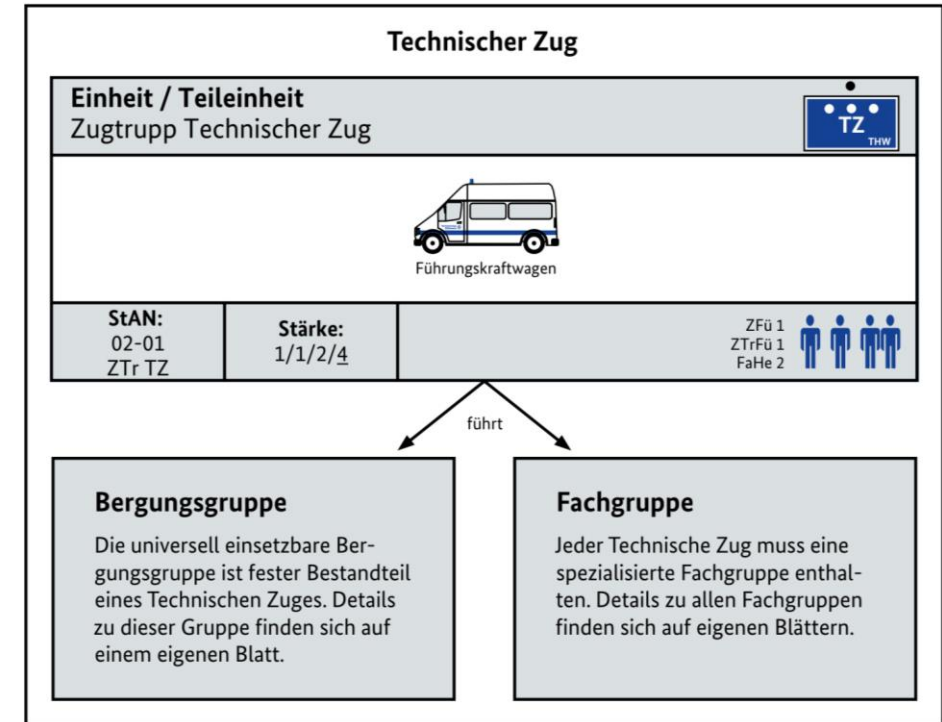 Technischer Zug
Einheit / Teileinheit
Zugtrupp Technischer Zug
TZ
THW
Führungskraftwagen
StAN:
02-01
ZTr TZ
Stärke:
1/1/2/4
ZFü 1
ZTrFü 1
FaHe 2
führt
Bergungsgruppe
Die universell einsetzbare Ber-
gungsgruppe ist fester Bestandteil
eines Technischen Zuges. Details
zu dieser Gruppe finden sich auf
einem eigenen Blatt.
Fachgruppe
Jeder Technische Zug muss eine
spezialisierte Fachgruppe enthal-
ten. Details zu allen Fachgruppen
finden sich auf eigenen Blättern.